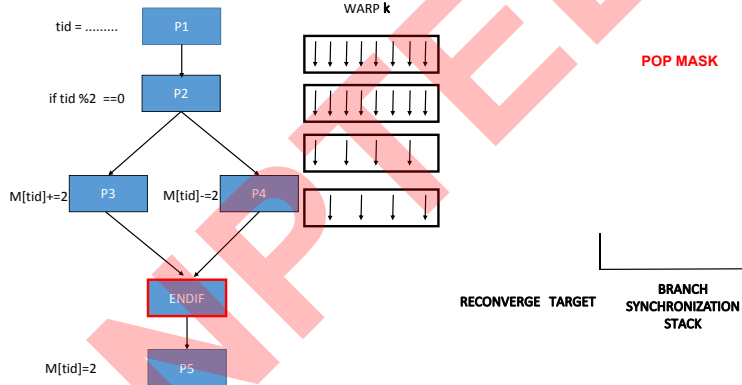 WARP k
tid = .........
P1
POP MASK
if tid %2 ==0
P2
M[tid]+=2
P3
M[tid]-=2
P4
ENDIF
RECONVERGE TARGET
BRANCH
SYNCHRONIZATION
STACK
M[tid]=2
P5
NPTEL